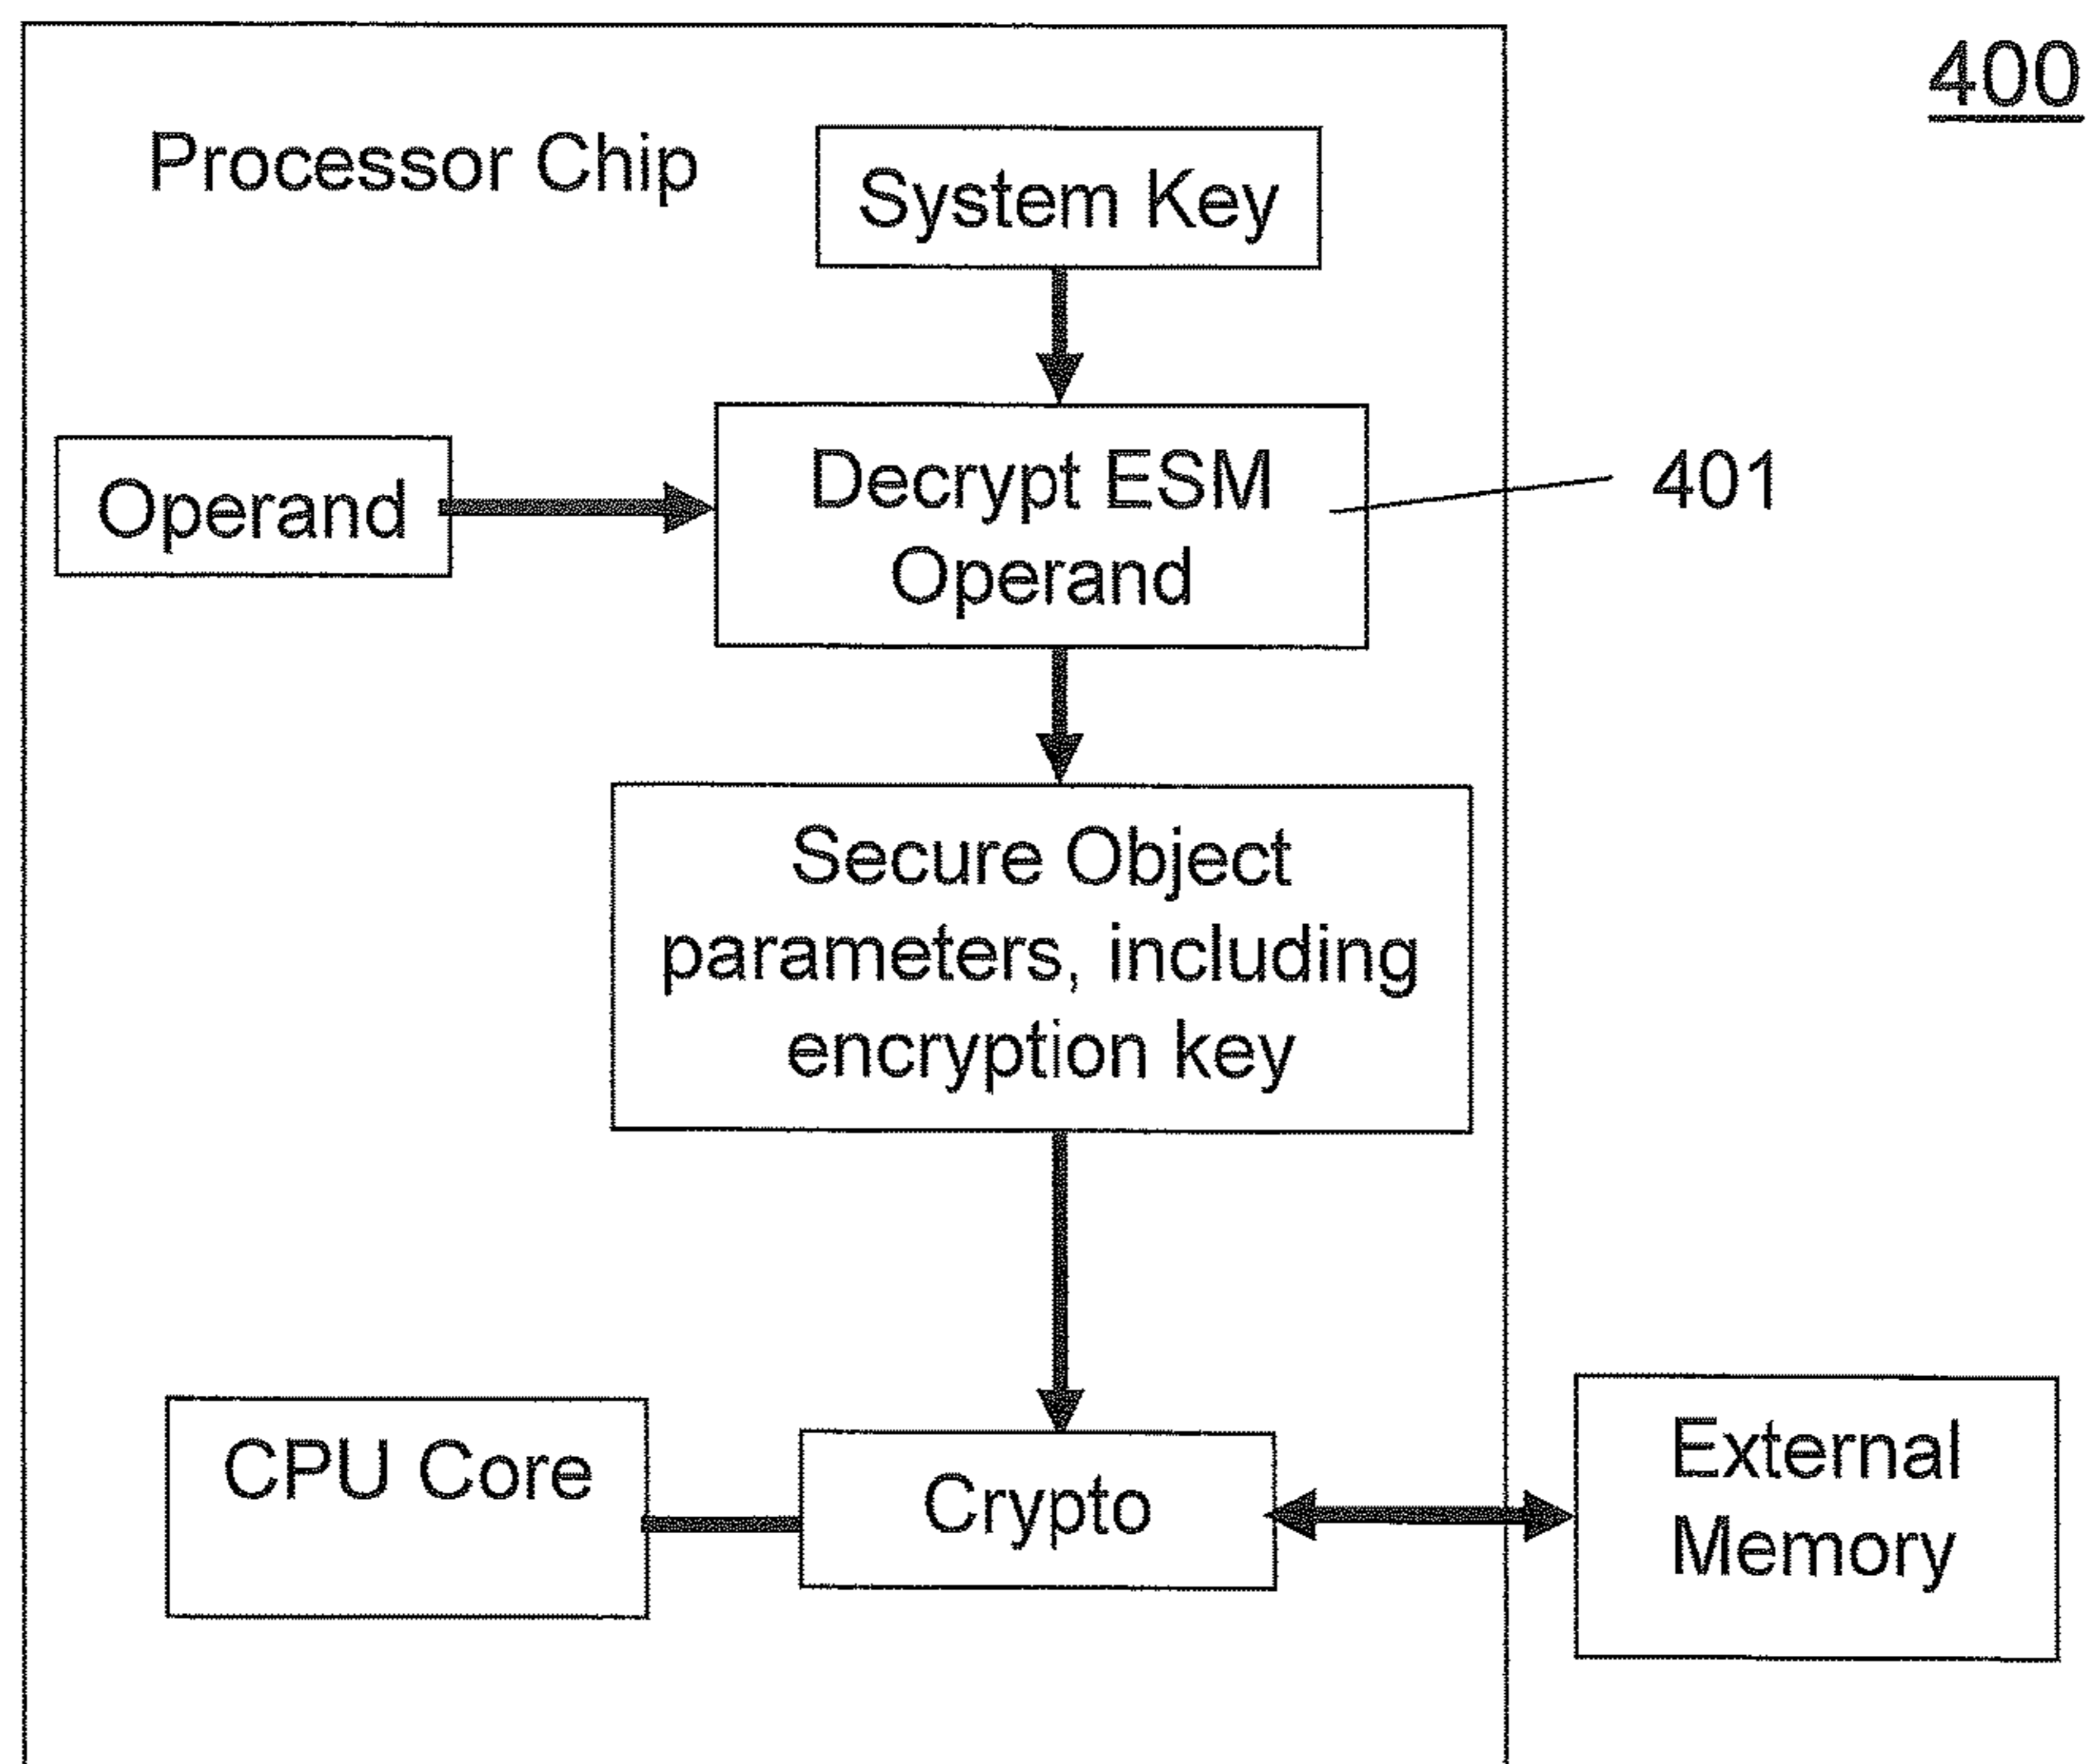 400
Processor Chip
System Key
Operand
Decrypt ESM
Operand
401
Secure Object
parameters, including
encryption key
CPU Core
Crypto
External
Memory